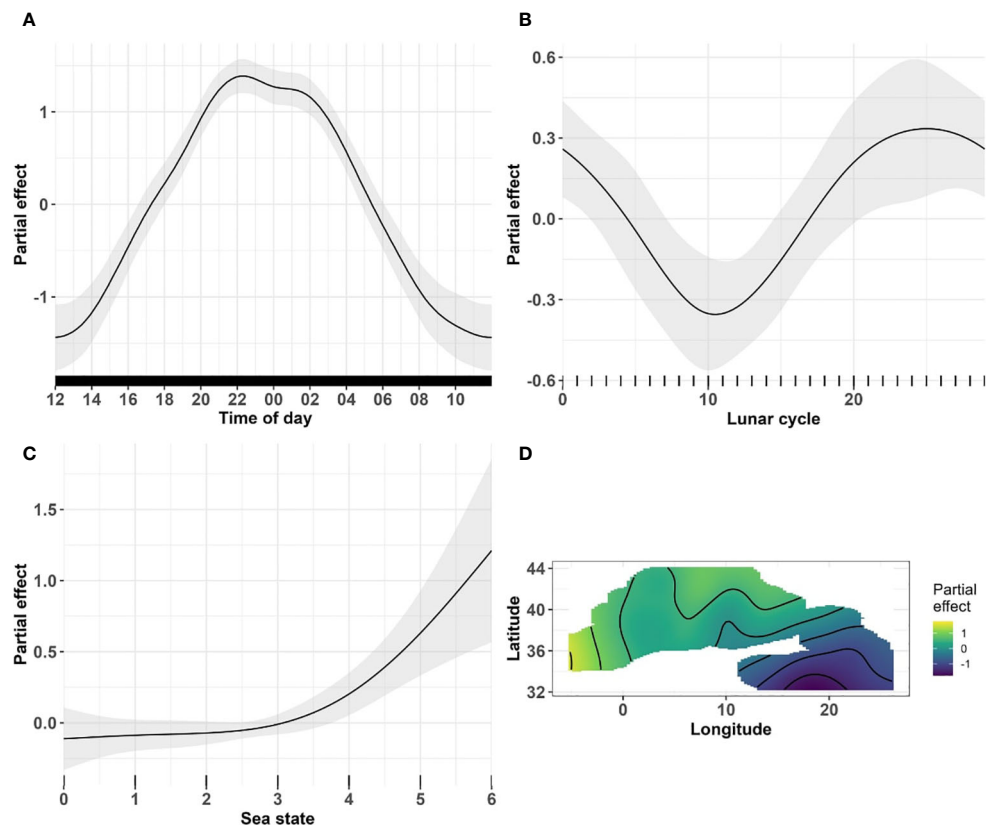 A
Partial effect
1
0
-1
12 14 16 18 20 22 00 02 04 06 08 10
Time of day
B
Partial effect
0.6
0.3
0.0
-0.3
-0.6
0 10 20
Lunar cycle
C
Partial effect
1.5
1.0
0.5
0.0
0 1 2 3 4 5 6
Sea state
D
Latitude
44
40
36
32
0 20
Longitude
Partial
effect
1
0
-1